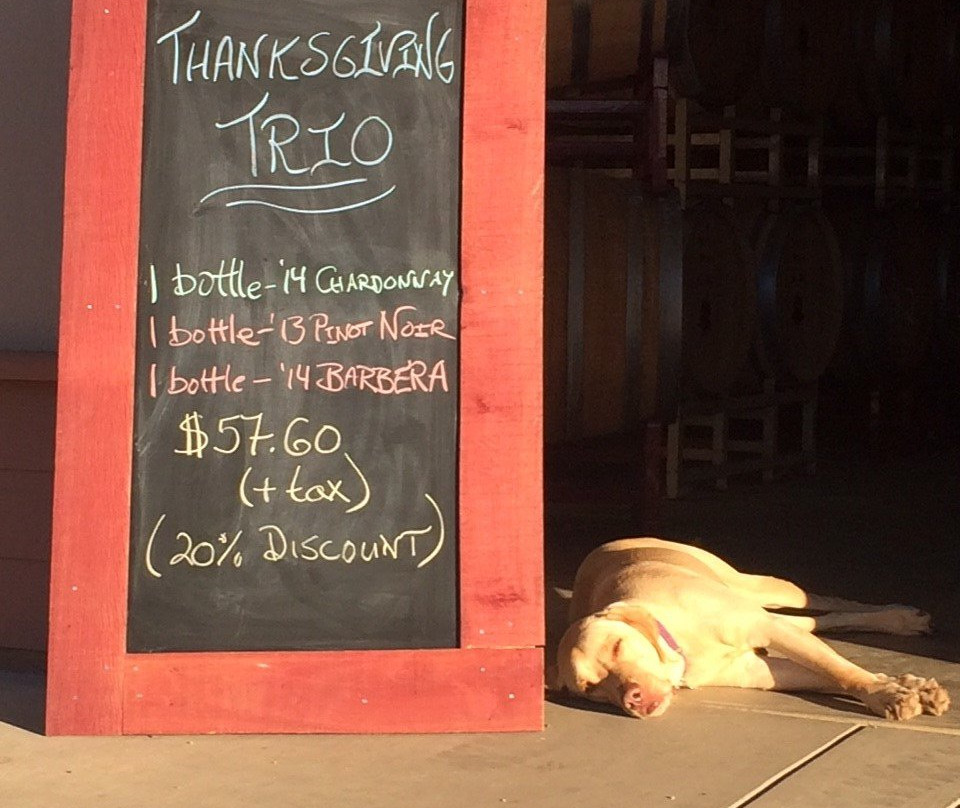 THANKSGIVING
TRIO
1 bottle - '14 CHARDONNAY
1 bottle - '13 PINOT NOIR
1 bottle - '14 BARBERA
$57.60
(+ tax)
(20% DISCOUNT)